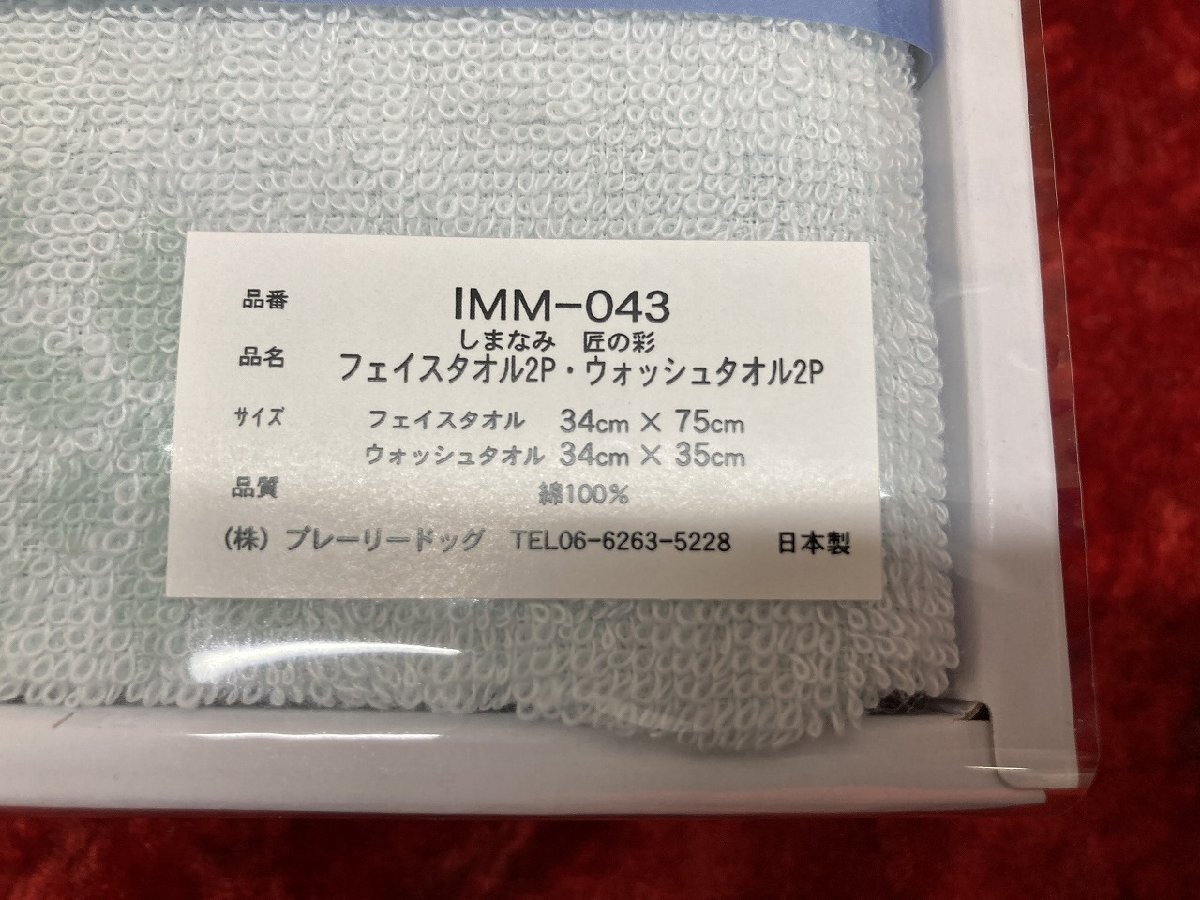 品番 IMM-043
しまなみ 匠の彩
品名 フェイスタオル2P・ウォッシュタオル2P
サイズ フェイスタオル 34cm × 75cm
ウォッシュタオル 34cm × 35cm
品質 綿100%
(株) プレーリードッグ TEL06-6263-5228 日本製